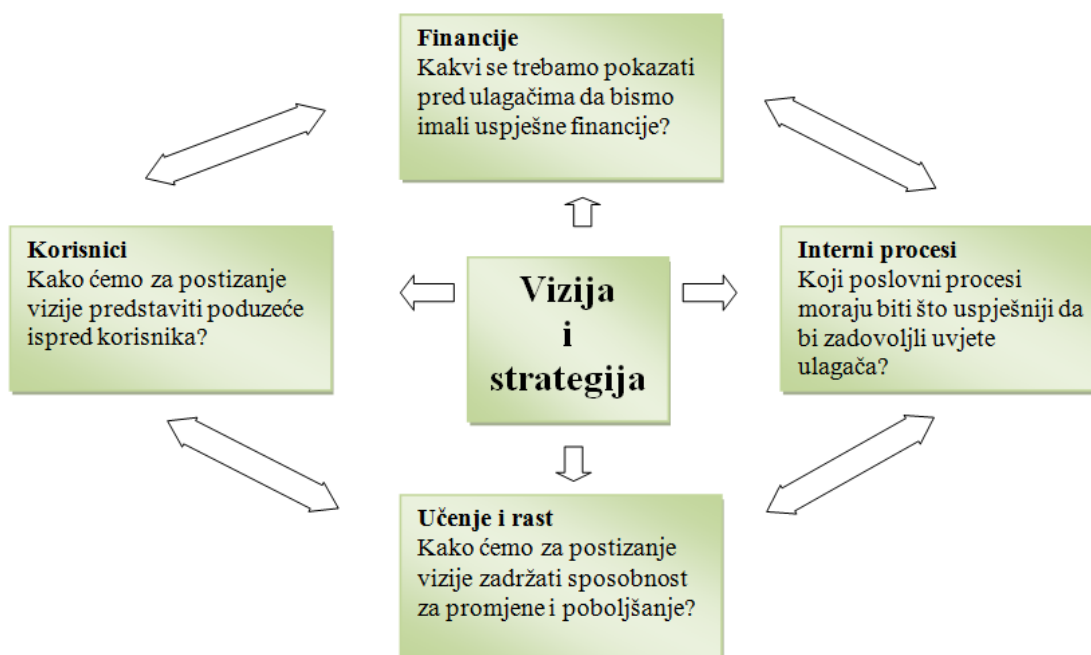 Financije
Kakvi se trebamo pokazati
pred ulagačima da bismo
imali uspješne financije?
Korisnici
Kako ćemo za postizanje
vizije predstaviti poduzeće
ispred korisnika?
Vizija
i
strategija
Interni procesi
Koji poslovni procesi
moraju biti što uspješniji da
bi zadovoljli uvjete
ulagača?
Učenje i rast
Kako ćemo za postizanje
vizije zadržati sposobnost
za promjene i poboljšanje?